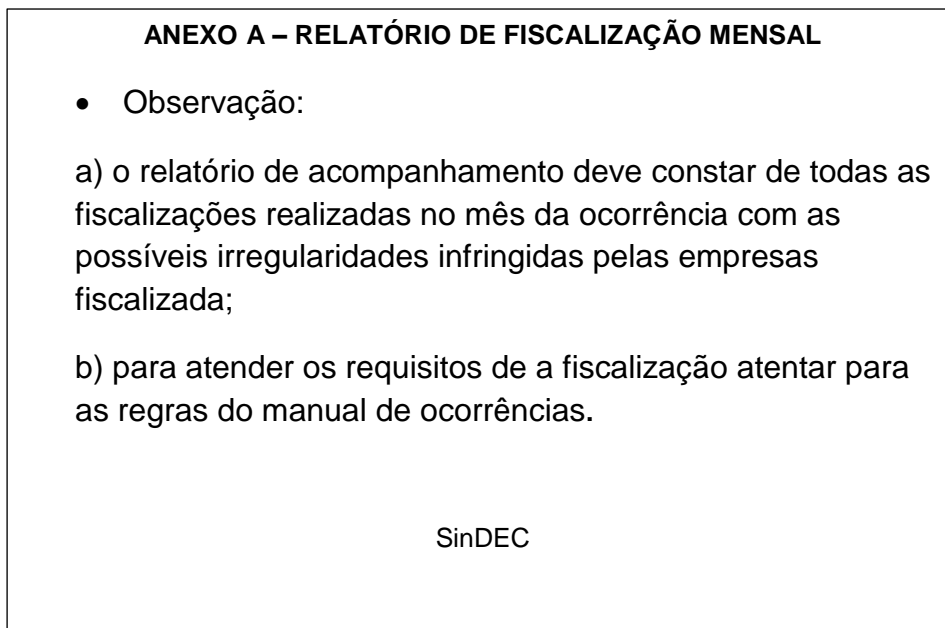 ANEXO A – RELATÓRIO DE FISCALIZAÇÃO MENSAL
• Observação:
a) o relatório de acompanhamento deve constar de todas as
fiscalizações realizadas no mês da ocorrência com as
possíveis irregularidades infringidas pelas empresas
fiscalizada;
b) para atender os requisitos de a fiscalização atentar para
as regras do manual de ocorrências.
SinDEC